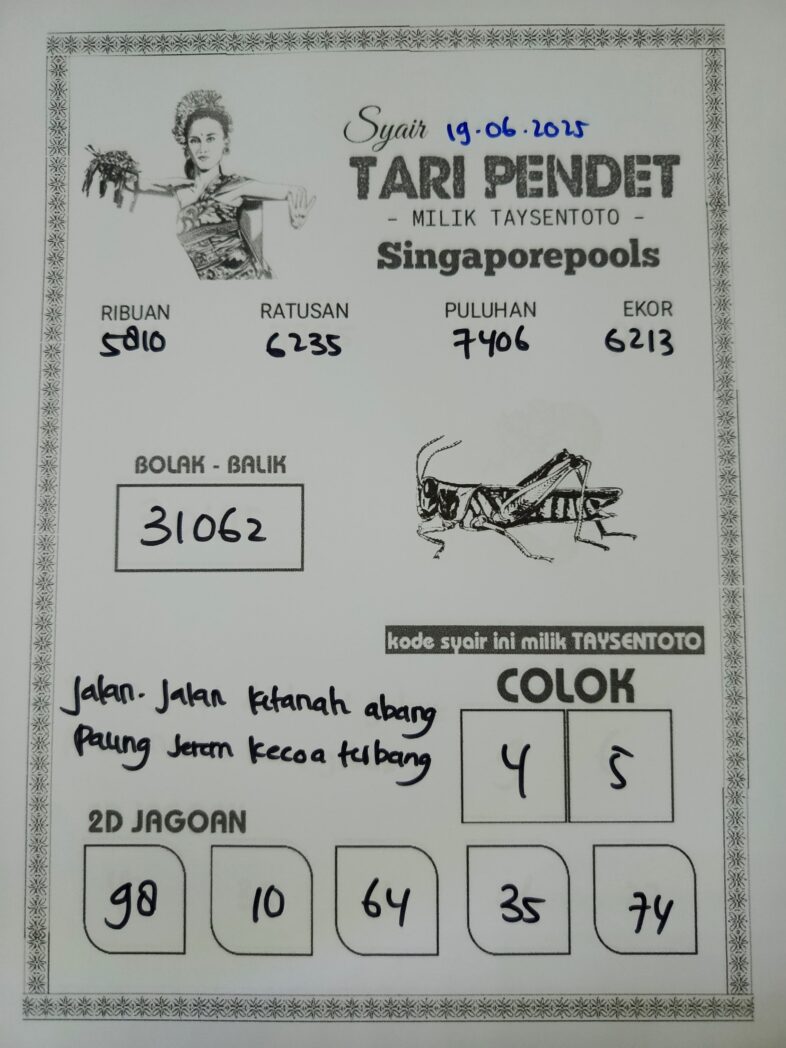 Syair 19.06.2025
TARI PENDET
- MILIK TAYSENTOTO -
Singaporepools
RIBUAN RATUSAN PULUHAN EKOR
5810 6235 7406 6213
BOLAK - BALIK
31062
kode syair ini milik TAYSENTOTO
COLOK
4 5
Jalan. Jalan ketanah abang
Paling serem kecoa terbang
2D JAGOAN
98 10 64 35 74